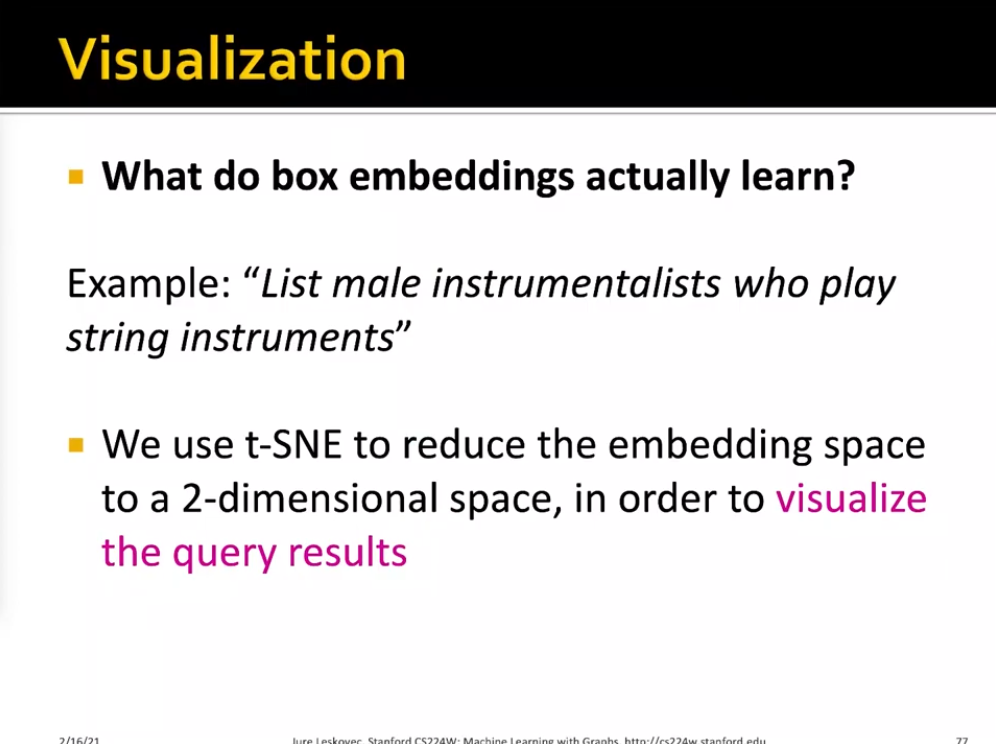 Visualization
▪ What do box embeddings actually learn?
Example: “List male instrumentalists who play
string instruments”
▪ We use t-SNE to reduce the embedding space
to a 2-dimensional space, in order to visualize
the query results
2/16/21 Jure Leskovec, Stanford CS224W: Machine Learning with Graphs, http://cs224w.stanford.edu 77